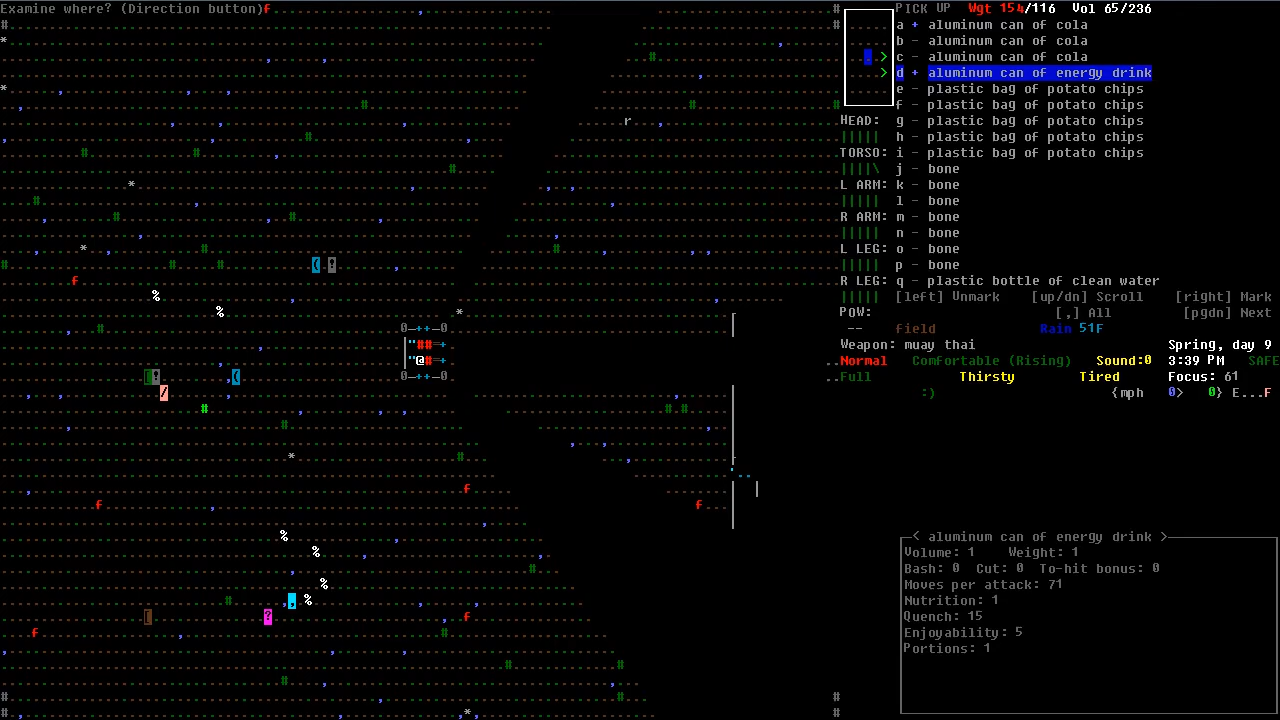 Examine where? (Direction button)
PICK UP Wgt 154/116 Vol 65/236
a + aluminum can of cola
b - aluminum can of cola
c - aluminum can of cola
d + aluminum can of energy drink
e - plastic bag of potato chips
f - plastic bag of potato chips
HEAD: g - plastic bag of potato chips
h - plastic bag of potato chips
TORSO: i - plastic bag of potato chips
j - bone
L ARM: k - bone
l - bone
R ARM: m - bone
n - bone
L LEG: o - bone
p - bone
R LEG: q - plastic bottle of clean water
[left] Unmark [up/dn] Scroll [right] Mark
POW: [,] All [pgdn] Next
-- field Rain 51F
Weapon: muay thai Spring, day 9
Normal Comfortable (Rising) Sound:0 3:39 PM SAFE
Full Thirsty Tired Focus: 61
:) {mph 0> 0} E...F
< aluminum can of energy drink >
Volume: 1 Weight: 1
Bash: 0 Cut: 0 To-hit bonus: 0
Moves per attack: 71
Nutrition: 1
Quench: 15
Enjoyability: 5
Portions: 1